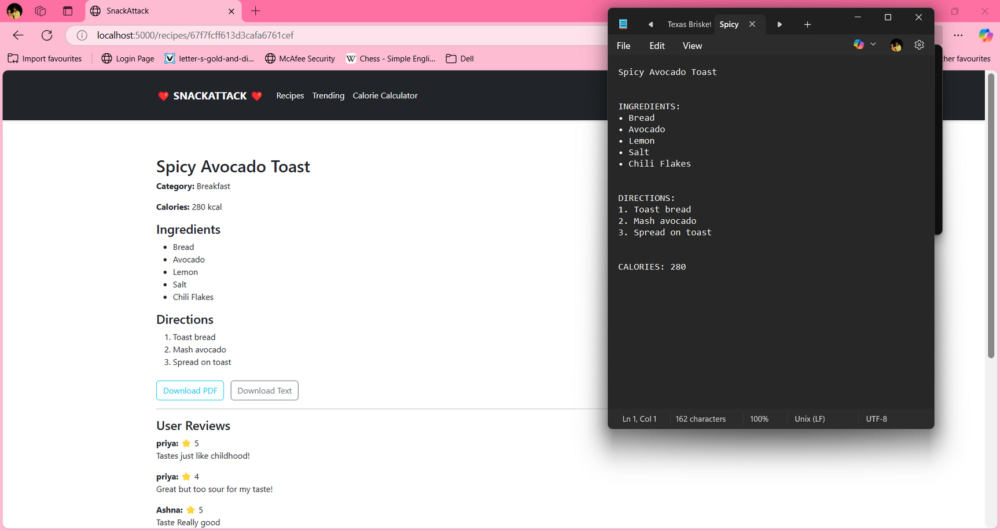 SnackAttack
localhost:5000/recipes/67f7fcff613d3cafa6761cef
Import favourites
Login Page
letter-s-gold-and-di...
McAfee Security
W Chess - Simple Engli...
Dell
her favourites
SNACKATTACK
Recipes
Trending
Calorie Calculator
Spicy Avocado Toast
Category: Breakfast
Calories: 280 kcal
Ingredients
• Bread
• Avocado
• Lemon
• Salt
• Chili Flakes
Directions
1. Toast bread
2. Mash avocado
3. Spread on toast
Download PDF
Download Text
User Reviews
priya: ⭐ 5
Tastes just like childhood!
priya: ⭐ 4
Great but too sour for my taste!
Ashna: ⭐ 5
Taste Really good
Texas Brisket
Spicy
File
Edit
View
Spicy Avocado Toast
INGREDIENTS:
• Bread
• Avocado
• Lemon
• Salt
• Chili Flakes
DIRECTIONS:
1. Toast bread
2. Mash avocado
3. Spread on toast
CALORIES: 280
Ln 1, Col 1
162 characters
100%
Unix (LF)
UTF-8